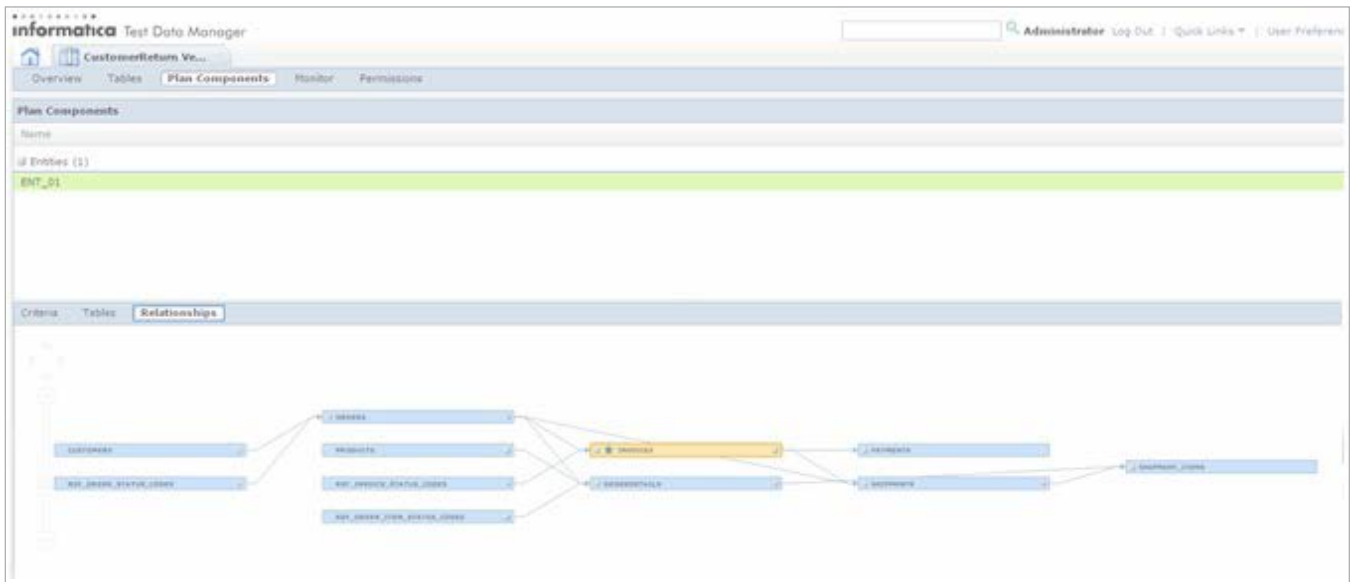 informatica Test Data Manager
Administrator Log Out | Quick Links | User Preferen
CustomerReturn Ve...
Overview Tables Plan Components Monitor Permissions
Plan Components
Name
Entities (1)
ENT_01
Criteria Tables Relationships
ORDERS
CUSTOMERS PRODUCTS INVOICES PAYMENTS
SHIPMENT_ITEMS
REF_ORDER_STATUS_CODES REF_INVOICE_STATUS_CODES ORDERDETAILS SHIPMENTS
REF_ORDER_ITEM_STATUS_CODES